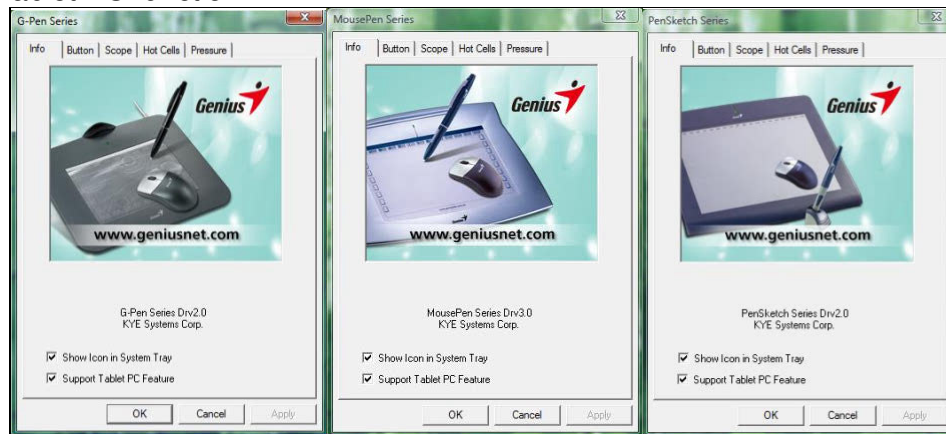 G-Pen Series
Info Button Scope Hot Cells Pressure
Genius
www.geniusnet.com
G-Pen Series Drv2.0
KYE Systems Corp.
Show Icon in System Tray
Support Tablet PC Feature
OK Cancel Apply
MousePen Series
Info Button Scope Hot Cells Pressure
Genius
www.geniusnet.com
MousePen Series Drv3.0
KYE Systems Corp.
Show Icon in System Tray
Support Tablet PC Feature
OK Cancel Apply
PenSketch Series
Info Button Scope Hot Cells Pressure
Genius
www.geniusnet.com
PenSketch Series Drv2.0
KYE Systems Corp.
Show Icon in System Tray
Support Tablet PC Feature
OK Cancel Apply